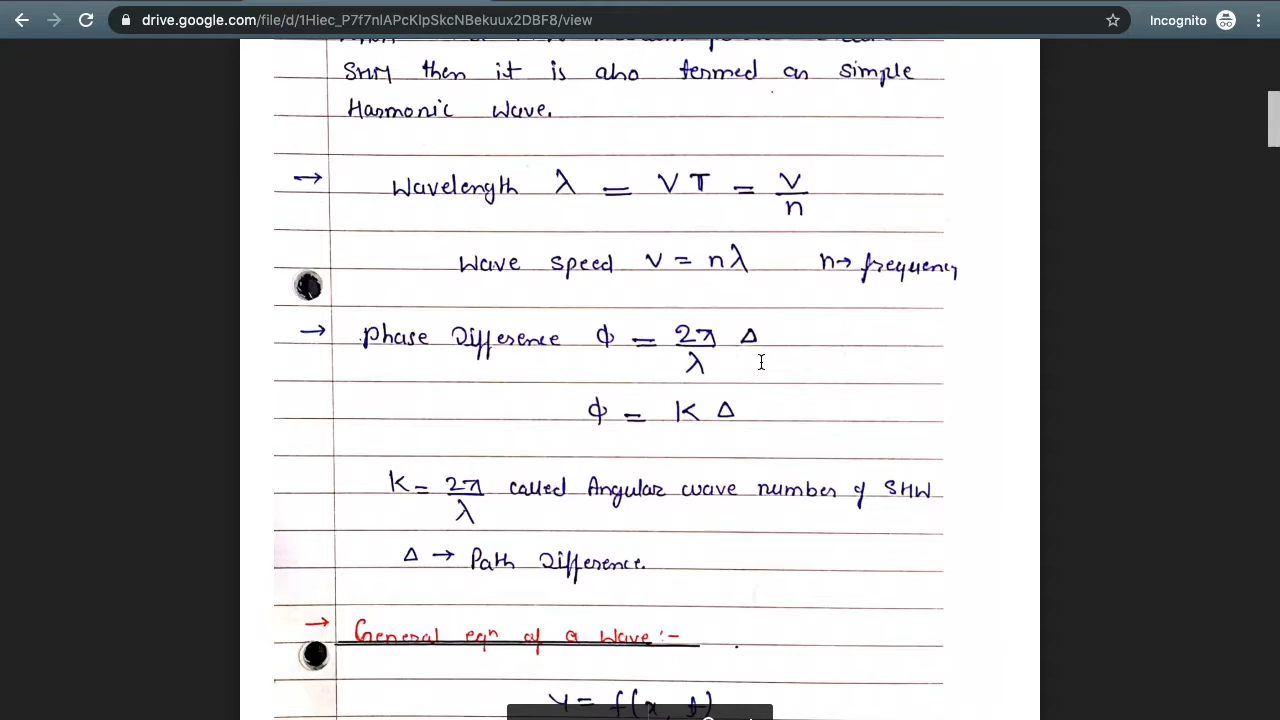 drive.google.com/file/d/1Hiec_P7f7nlAPcKlpSkcNBekuux2DBF8/view
Incognito
SHM then it is also termed as simple
Harmonic Wave.
→ Wavelength λ = VT = V/n
Wave speed v = nλ n→ frequency
→ Phase Difference ϕ = 2π/λ Δ
ϕ = K Δ
K = 2π/λ called Angular wave number of SHW
Δ → Path Difference.
→ General eqn of a Wave :-
y = f(x, t)